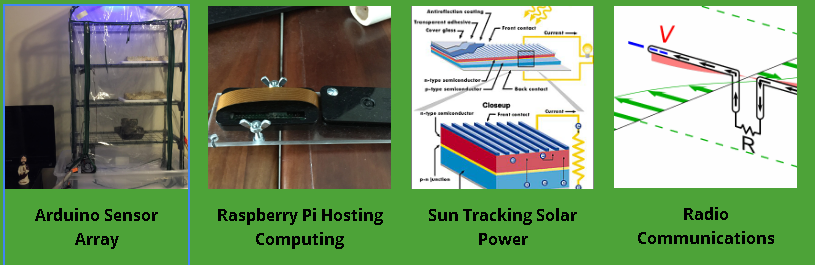 Antireflection coating
Transparent adhesive
Cover glass
Front contact
Current
n-type semiconductor
p-type semiconductor
Back contact
Closeup
n-type semiconductor
Front contact
Current
p-n junction
V
R
Arduino Sensor
Array
Raspberry Pi Hosting
Computing
Sun Tracking Solar
Power
Radio
Communications